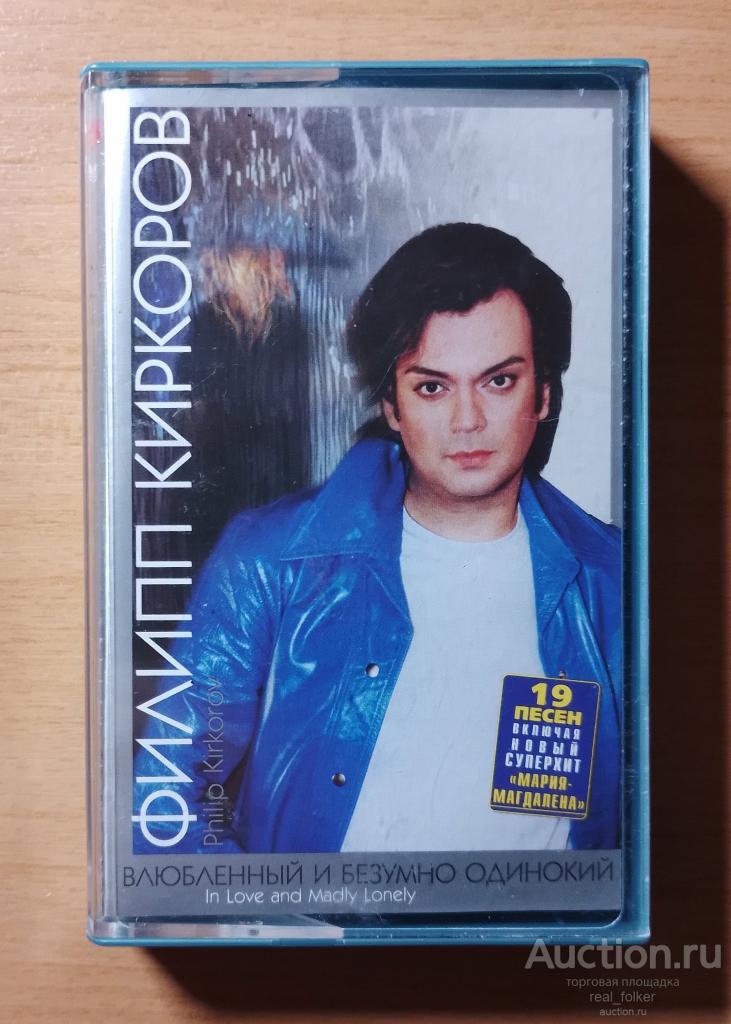 ФИЛИПП КИРКОРОВ
Philip Kirkorov
19
ПЕСЕН
ВКЛЮЧАЯ
НОВЫЙ
СУПЕРХИТ
«МАРИЯ-
МАГДАЛЕНА»
ВЛЮБЛЕННЫЙ И БЕЗУМНО ОДИНОКИЙ
In Love and Madly Lonely
Auction.ru
торговая площадка
real_folker
auction.ru